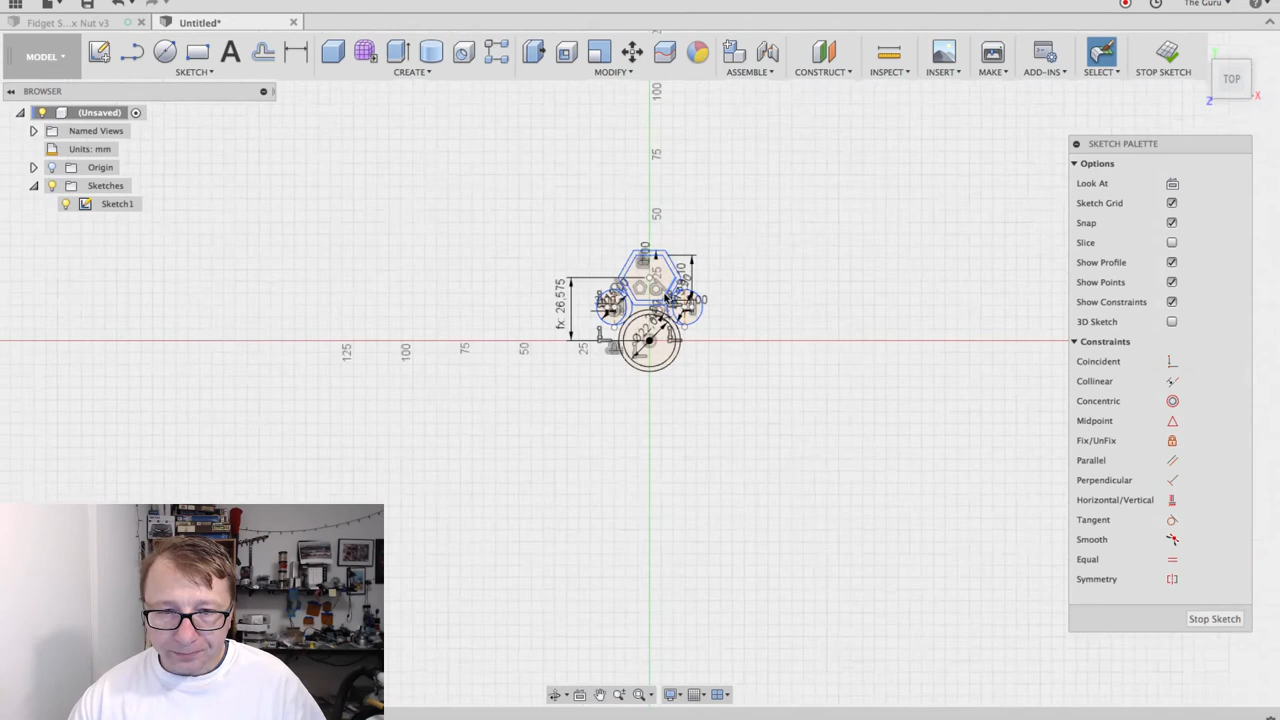 The Guru
Fidget S...x Nut v3
Untitled*
MODEL
SKETCH
CREATE
MODIFY
ASSEMBLE
CONSTRUCT
INSPECT
INSERT
MAKE
ADD-INS
SELECT
STOP SKETCH
TOP
X
Z
BROWSER
(Unsaved)
Named Views
Units: mm
Origin
Sketches
Sketch1
100
75
50
25
125
100
75
50
25
fx: 26.575
SKETCH PALETTE
Options
Look At
Sketch Grid
Snap
Slice
Show Profile
Show Points
Show Constraints
3D Sketch
Constraints
Coincident
Collinear
Concentric
Midpoint
Fix/UnFix
Parallel
Perpendicular
Horizontal/Vertical
Tangent
Smooth
Equal
Symmetry
Stop Sketch